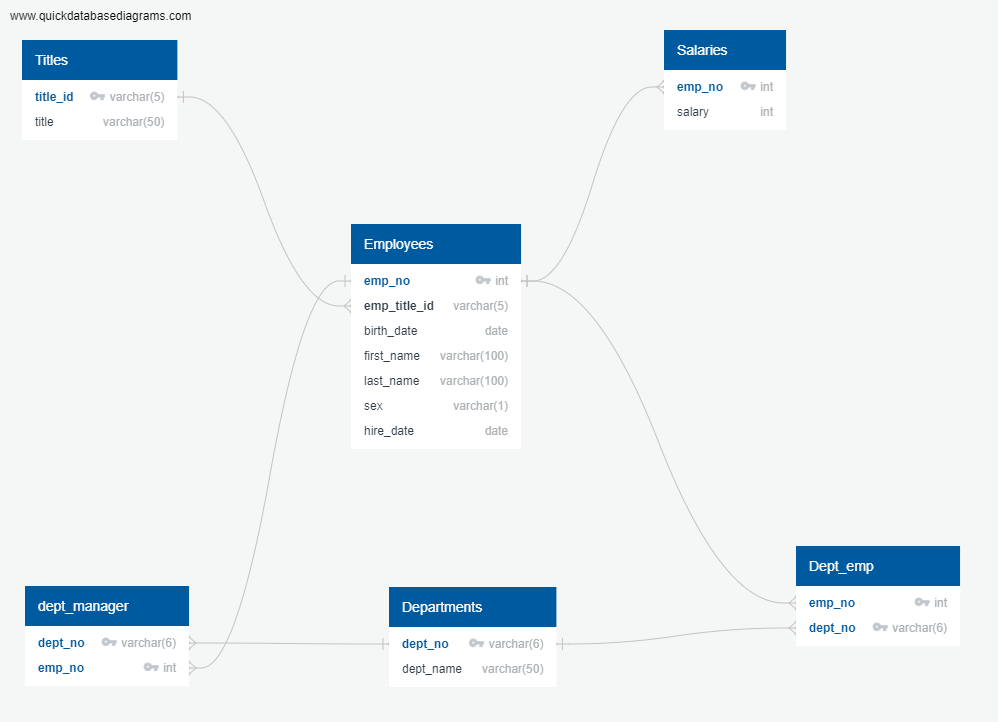 www.quickdatabasediagrams.com
Titles
title_id varchar(5)
title varchar(50)
Salaries
emp_no int
salary int
Employees
emp_no int
emp_title_id varchar(5)
birth_date date
first_name varchar(100)
last_name varchar(100)
sex varchar(1)
hire_date date
dept_manager
dept_no varchar(6)
emp_no int
Departments
dept_no varchar(6)
dept_name varchar(50)
Dept_emp
emp_no int
dept_no varchar(6)